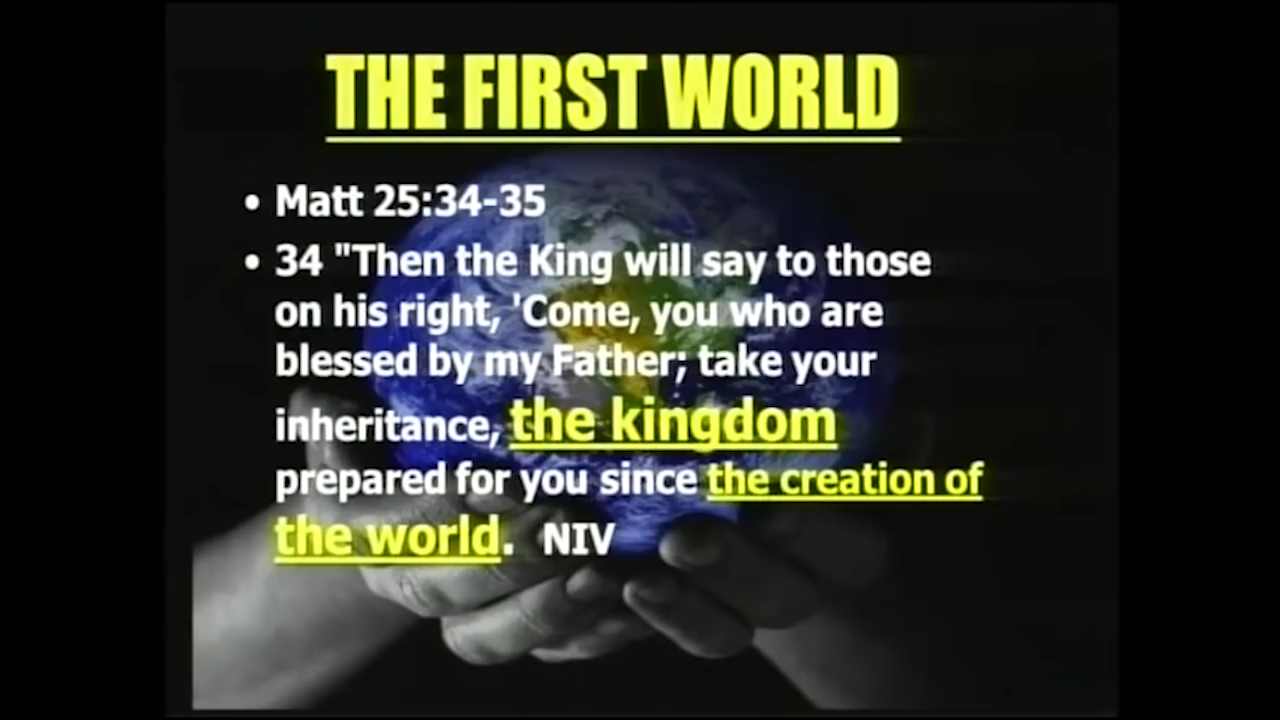 THE FIRST WORLD
• Matt 25:34-35
• 34 "Then the King will say to those
on his right, 'Come, you who are
blessed by my Father; take your
inheritance, the kingdom
prepared for you since the creation of
the world. NIV